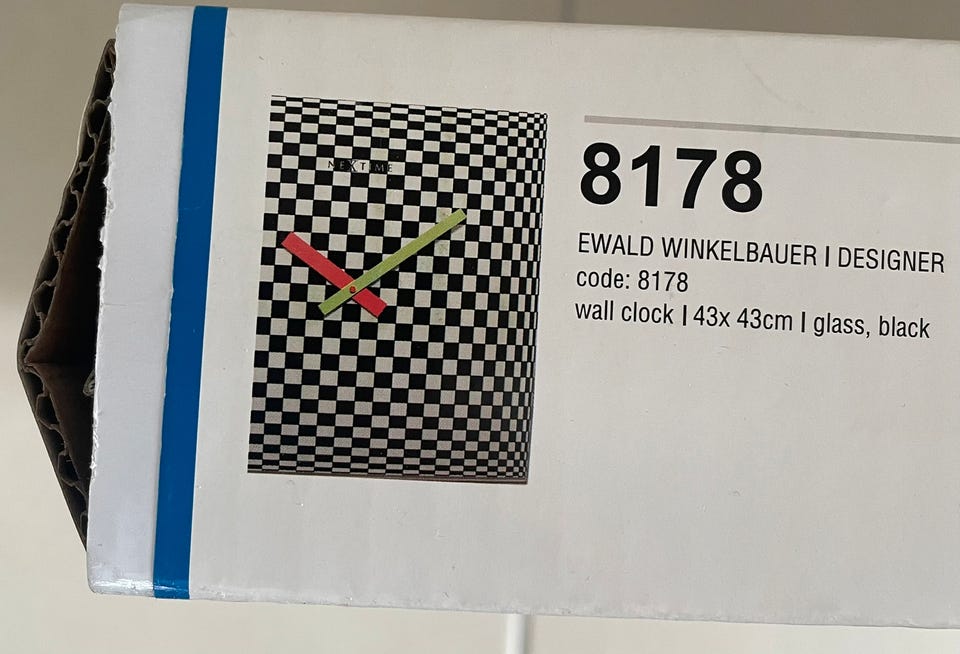 NEXTIME
8178
EWALD WINKELBAUER I DESIGNER
code: 8178
wall clock I 43x 43cm I glass, black